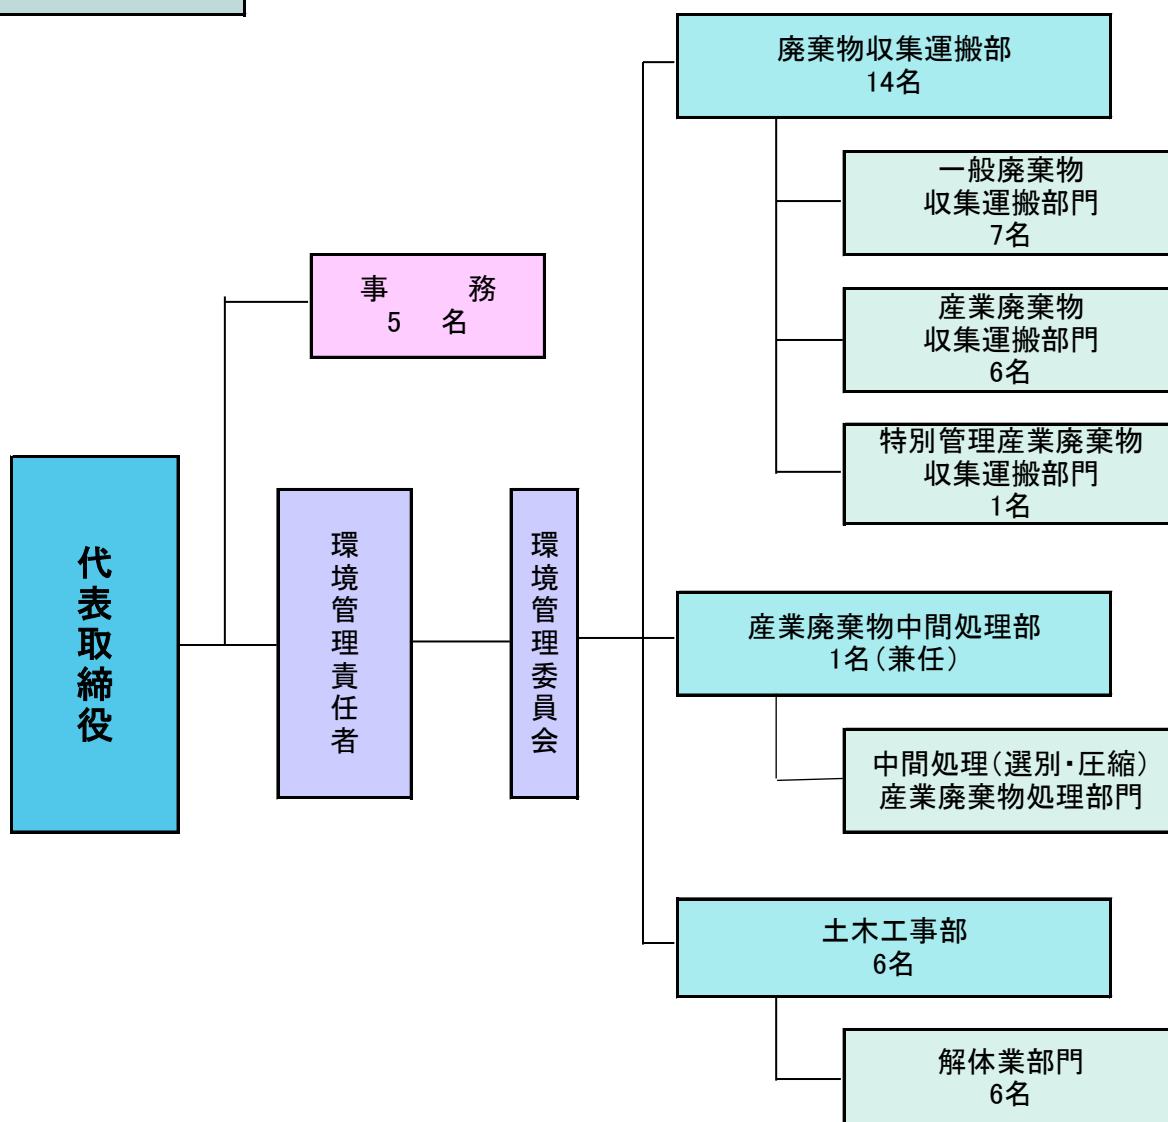 廃棄物収集運搬部
14名
一般廃棄物
収集運搬部門
7名
産業廃棄物
収集運搬部門
6名
特別管理産業廃棄物
収集運搬部門
1名
事　　務
5　名
代表取締役
環境管理責任者
環境管理委員会
産業廃棄物中間処理部
1名（兼任）
中間処理（選別・圧縮）
産業廃棄物処理部門
土木工事部
6名
解体業部門
6名